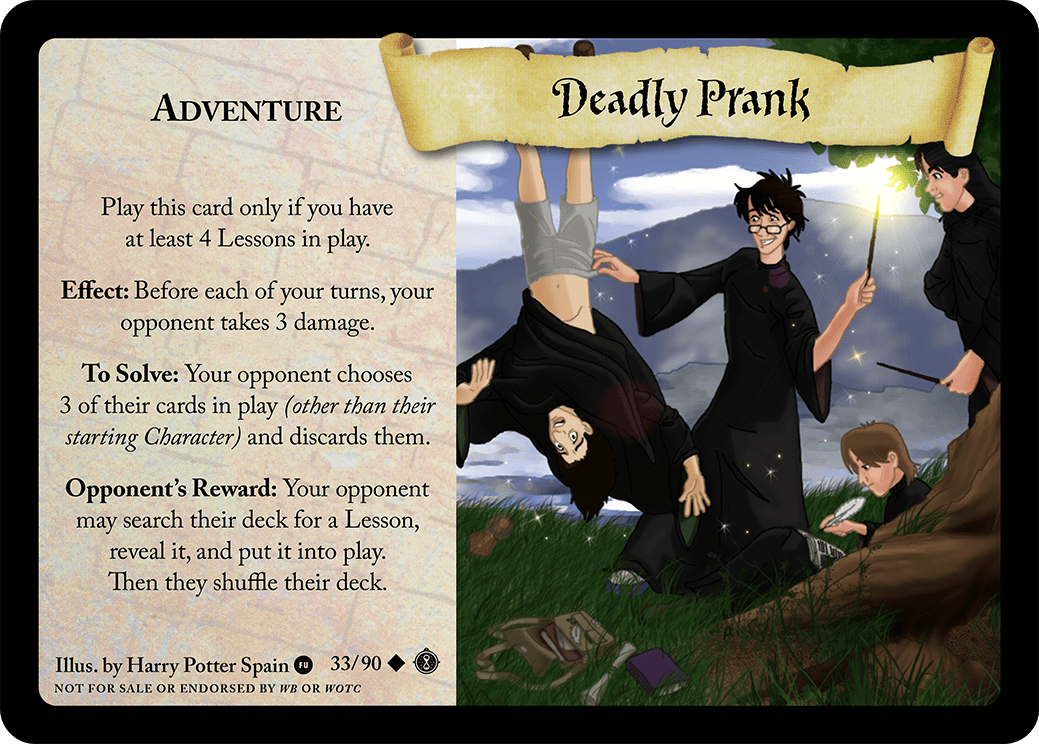 Deadly Prank
Adventure
Play this card only if you have
at least 4 Lessons in play.
Effect: Before each of your turns, your
opponent takes 3 damage.
To Solve: Your opponent chooses
3 of their cards in play (other than their
starting Character) and discards them.
Opponent's Reward: Your opponent
may search their deck for a Lesson,
reveal it, and put it into play.
Then they shuffle their deck.
Illus. by Harry Potter Spain FU 33/90
NOT FOR SALE OR ENDORSED BY WB OR WOTC